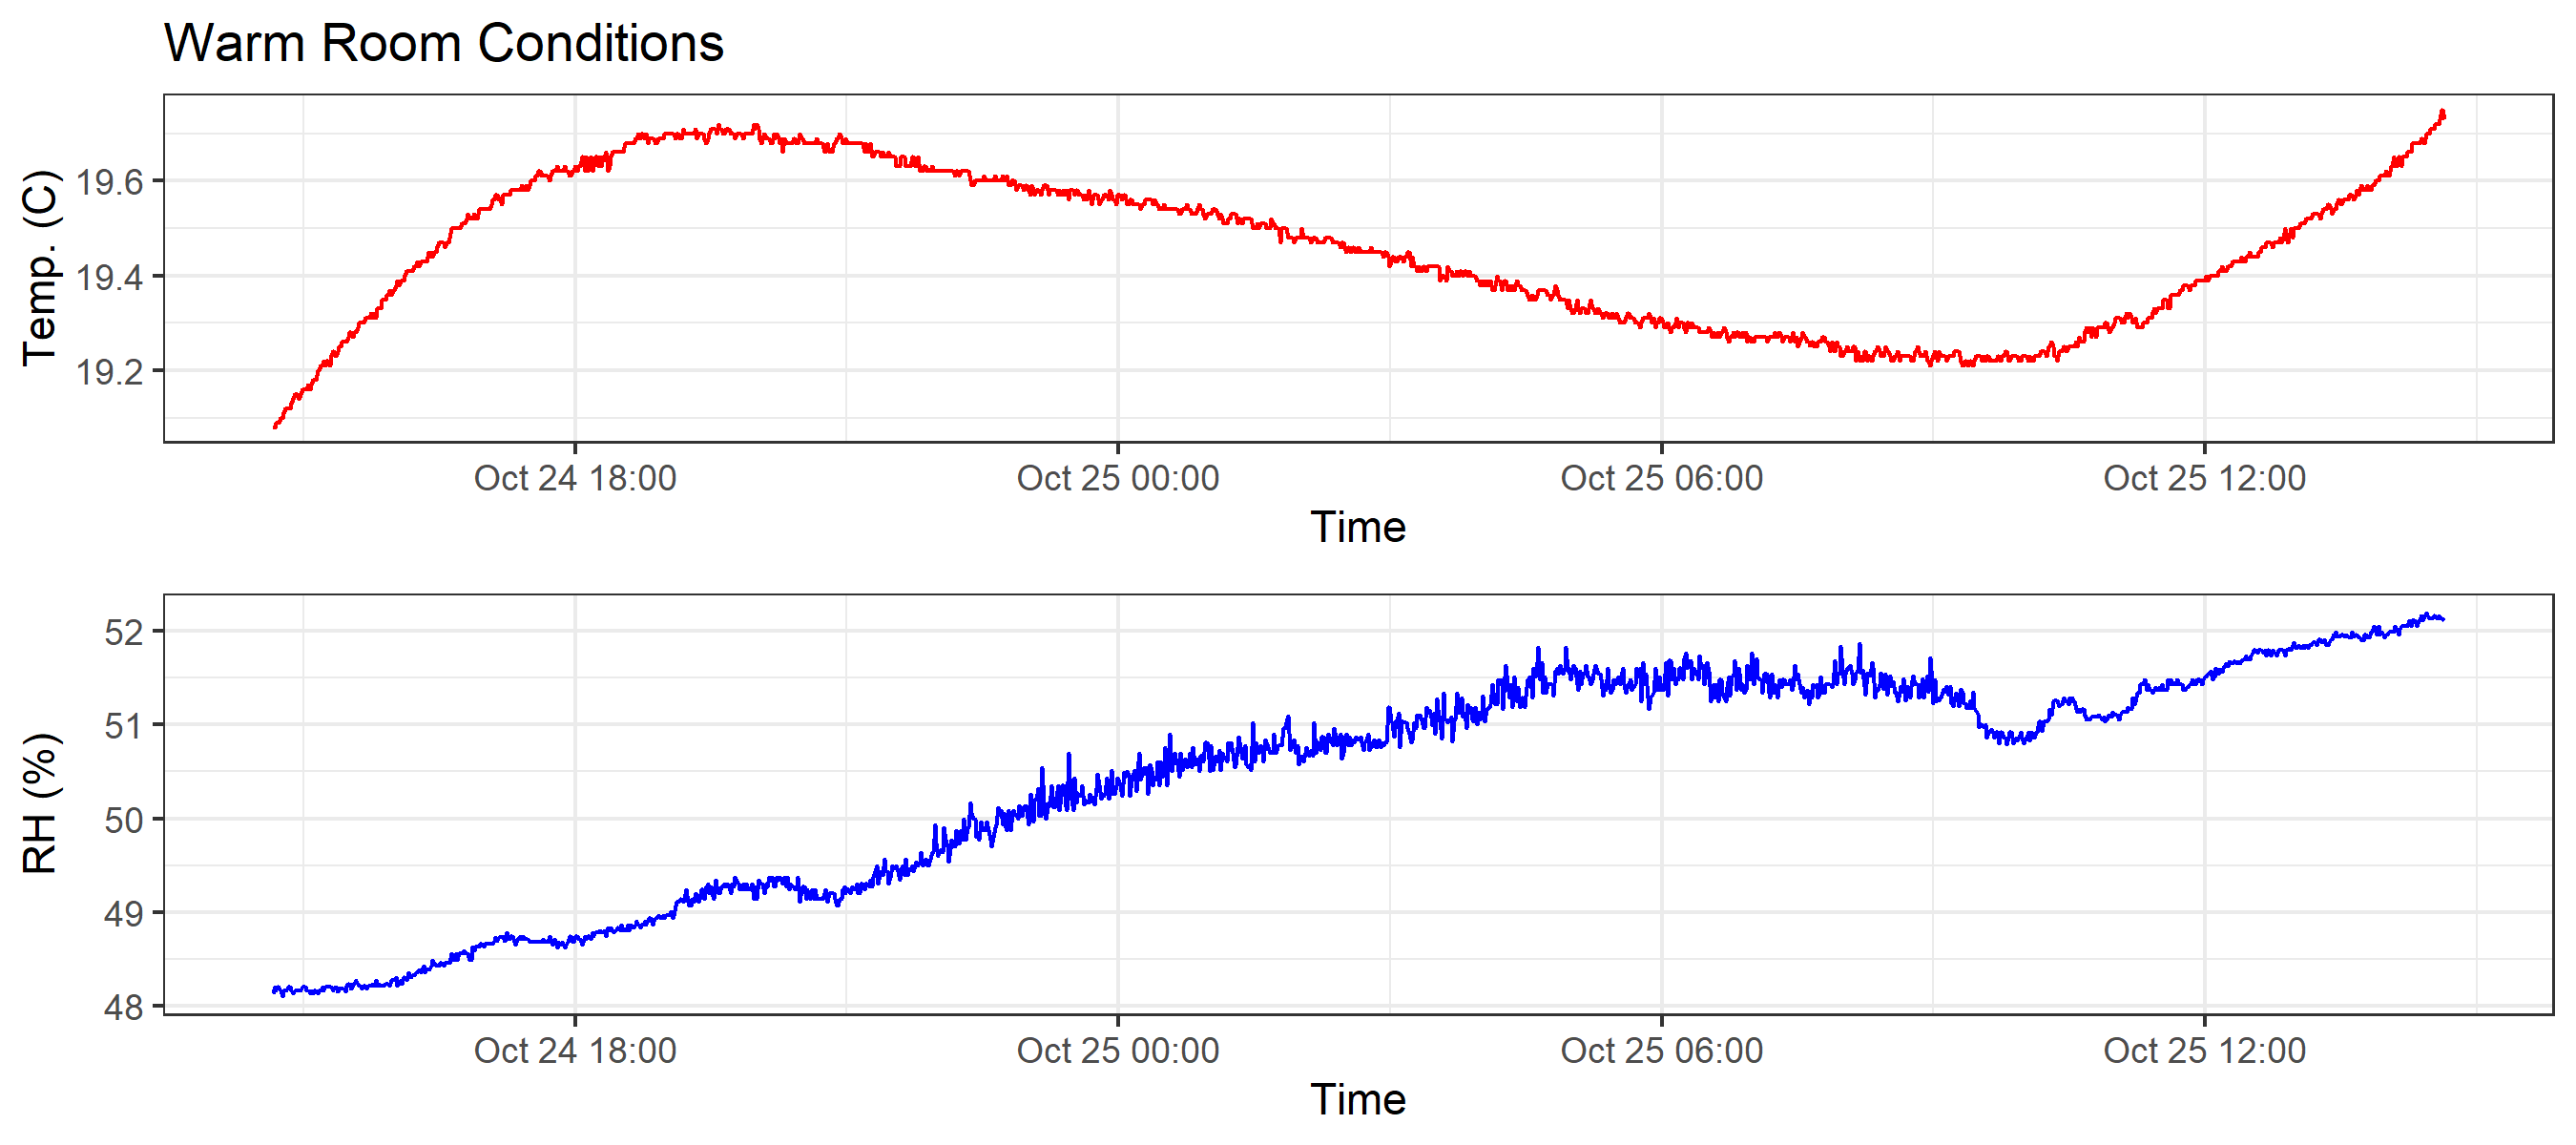 Warm Room Conditions
Temp. (C)
19.6
19.4
19.2
Oct 24 18:00 Oct 25 00:00 Oct 25 06:00 Oct 25 12:00
Time
RH (%)
52
51
50
49
48
Oct 24 18:00 Oct 25 00:00 Oct 25 06:00 Oct 25 12:00
Time